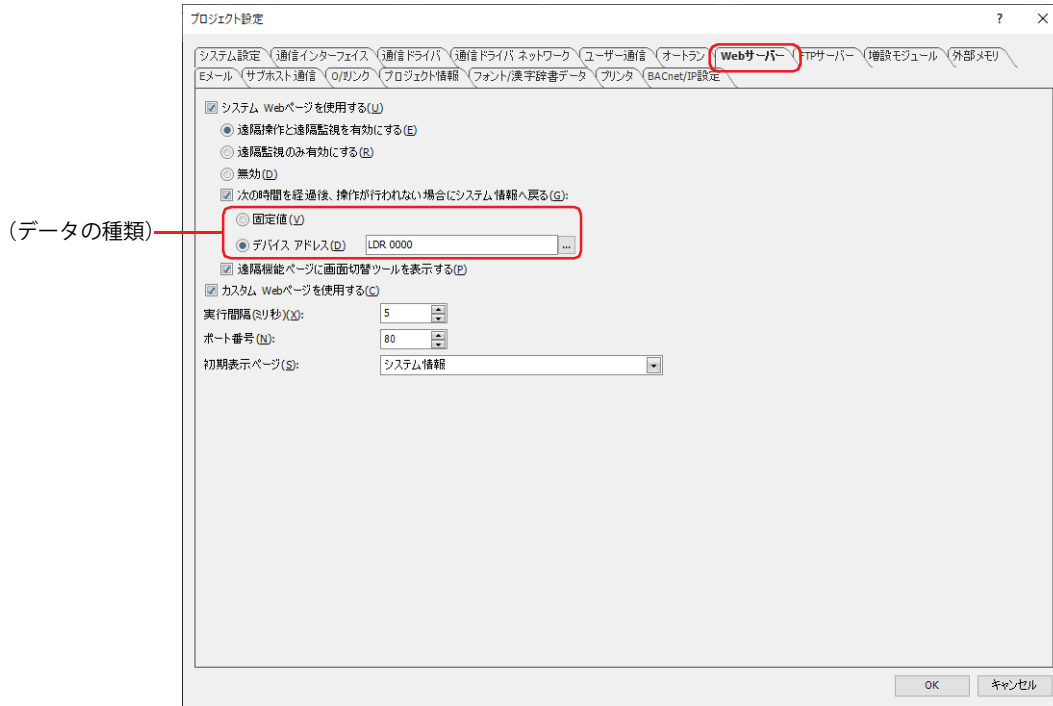 プロジェクト設定 ? ×
システム設定 通信インターフェイス 通信ドライバ 通信ドライバ ネットワーク ユーザー通信 オートラン Webサーバー FTPサーバー 増設モジュール 外部メモリ
Eメール サブホスト通信 O/Iリンク プロジェクト情報 フォント/漢字辞書データ プリンタ BACnet/IP設定
システム Webページを使用する(U)
遠隔操作と遠隔監視を有効にする(E)
遠隔監視のみ有効にする(R)
無効(D)
次の時間を経過後、操作が行われない場合にシステム情報へ戻る(G):
(データの種類)
固定値(V)
デバイス アドレス(D) LDR 0000 ...
遠隔機能ページに画面切替ツールを表示する(P)
カスタム Webページを使用する(C)
実行間隔(ミリ秒)(X): 5
ポート番号(N): 80
初期表示ページ(S): システム情報
OK キャンセル